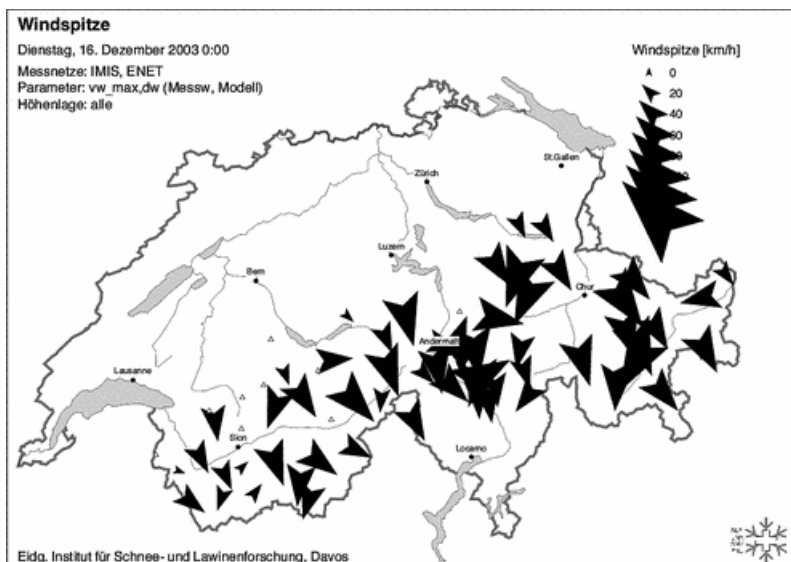 Windspitze
Dienstag, 16. Dezember 2003 0:00
Messnetze: IMIS, ENET
Parameter: vw_max,dw (Messw, Modell)
Höhenlage: alle
Windspitze [km/h]
0
20
40
60
80
St.Gallen
Zürich
Luzern
Bern
Chur
Andermatt
Lausanne
Sion
Locarno
Eidg. Institut für Schnee- und Lawinenforschung, Davos